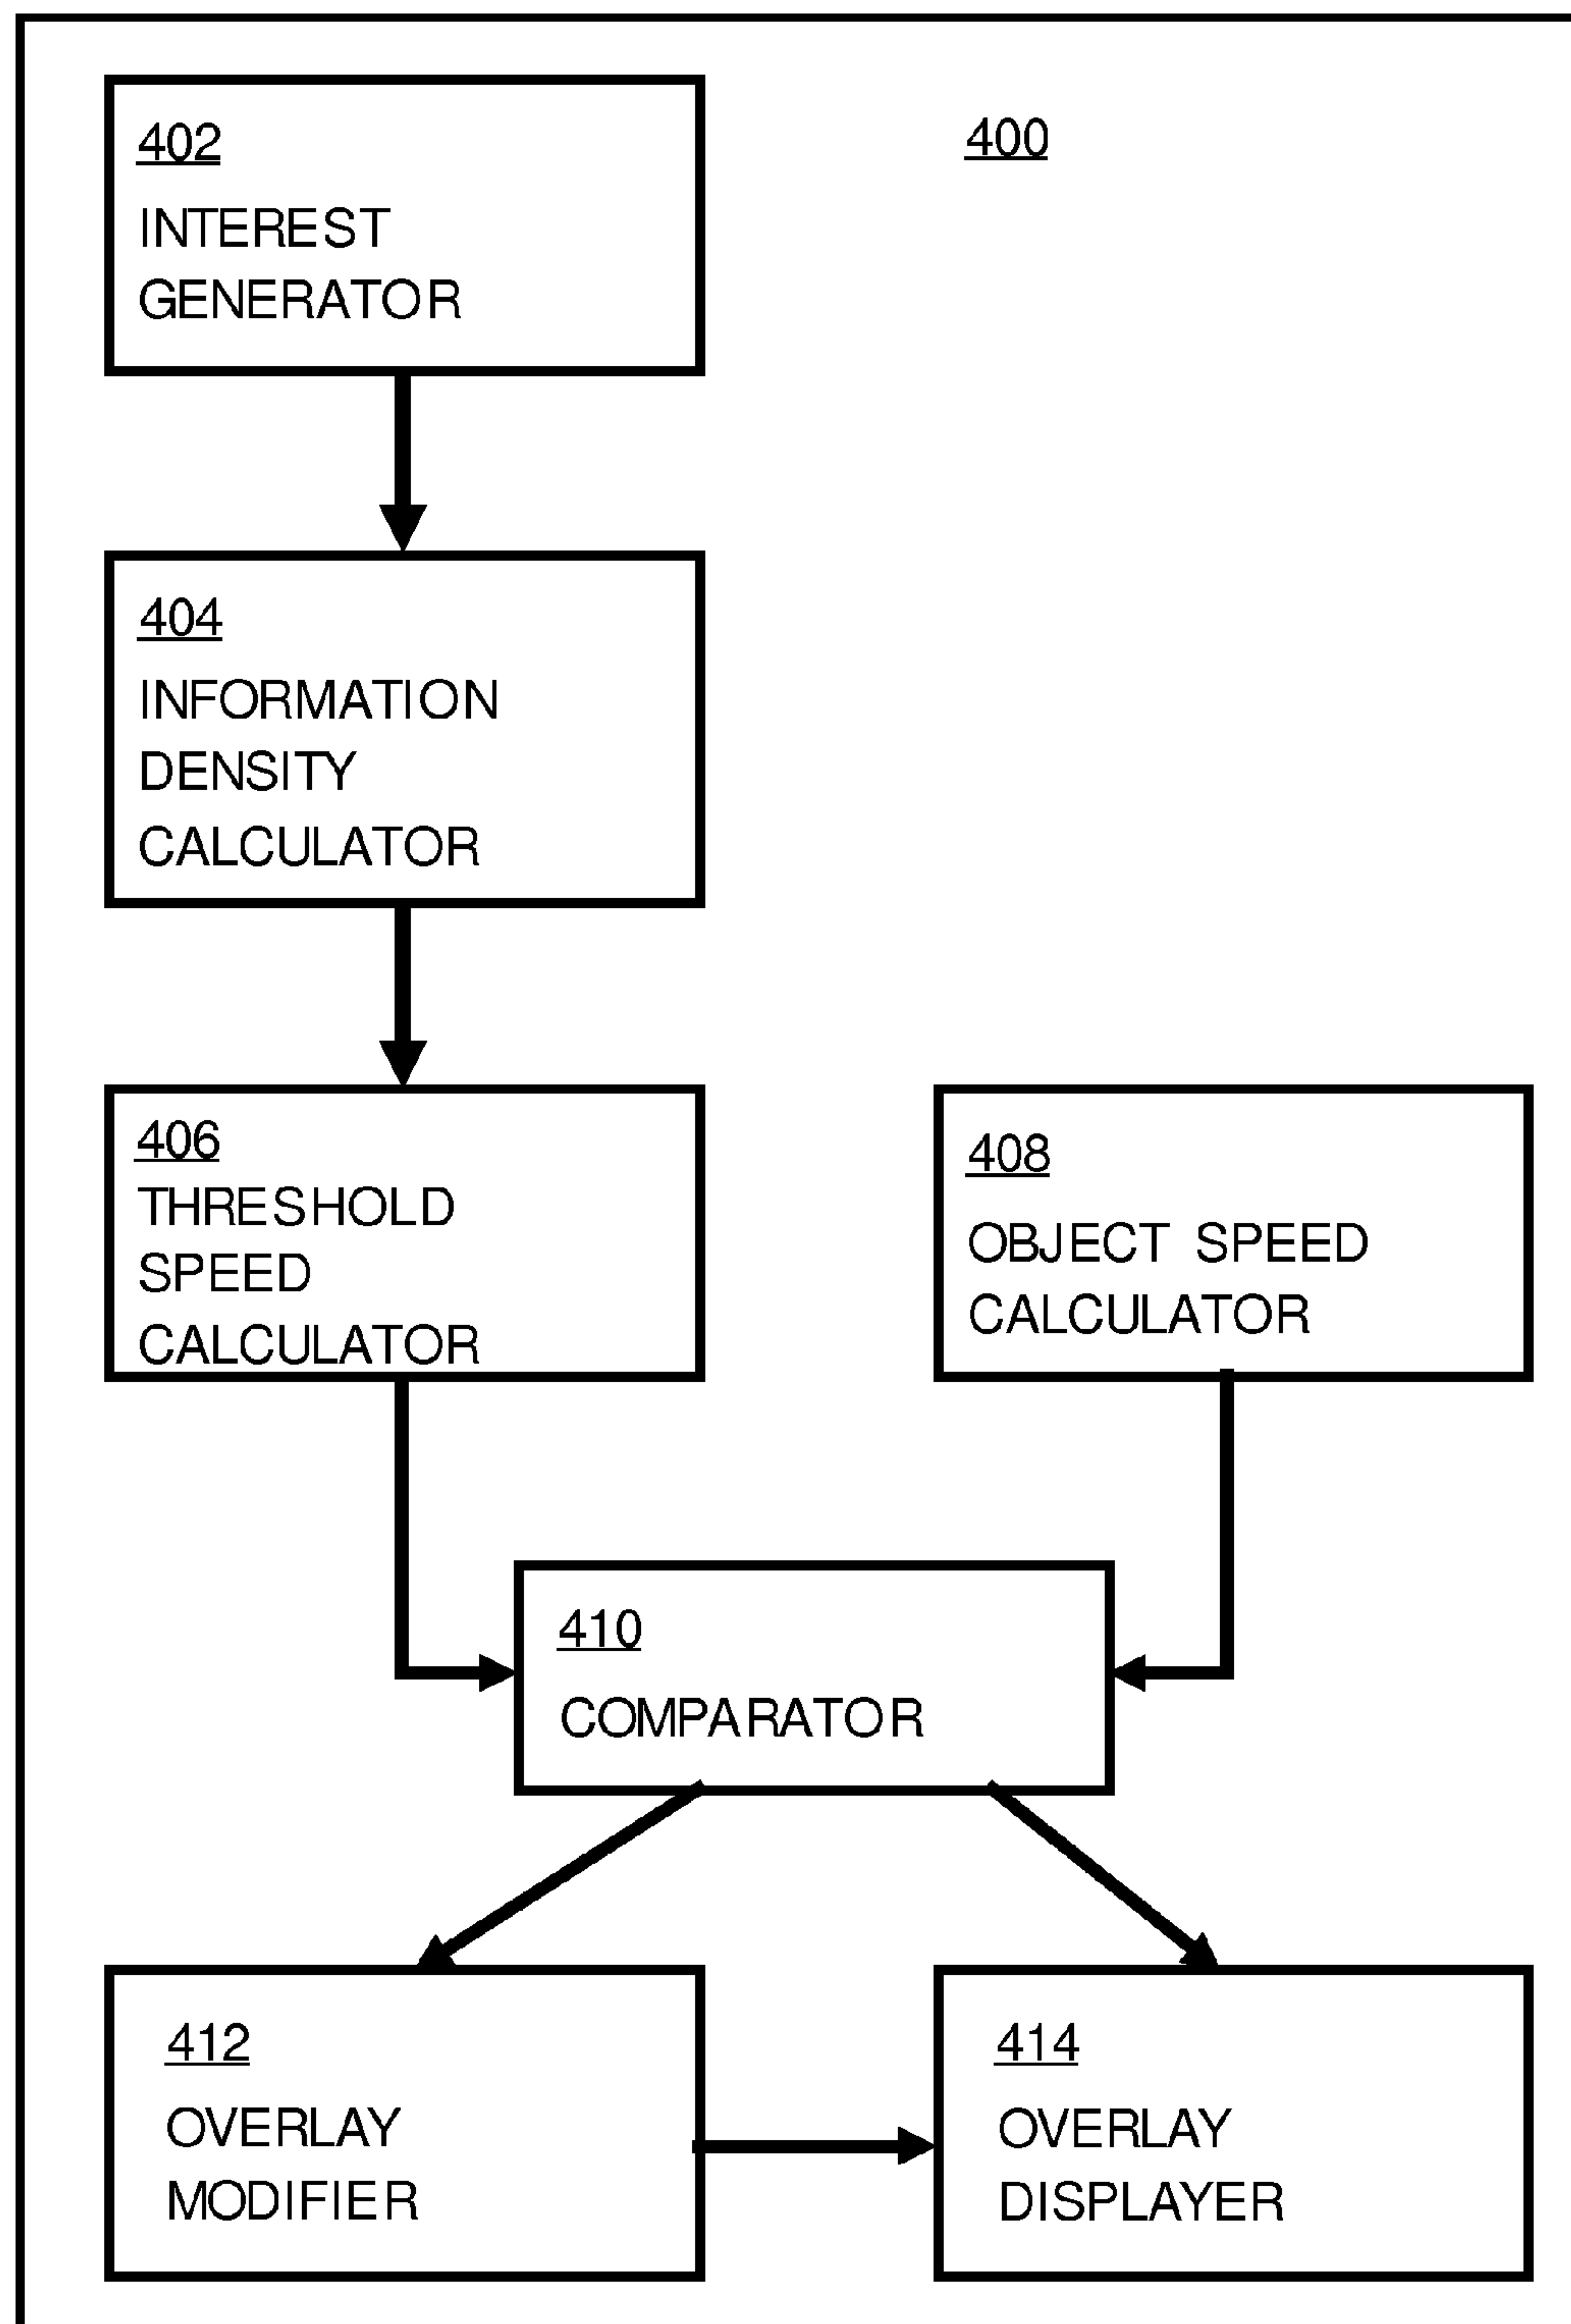 402
INTEREST
GENERATOR
400
404
INFORMATION
DENSITY
CALCULATOR
406
THRESHOLD
SPEED
CALCULATOR
408
OBJECT SPEED
CALCULATOR
410
COMPARATOR
412
OVERLAY
MODIFIER
414
OVERLAY
DISPLAYER